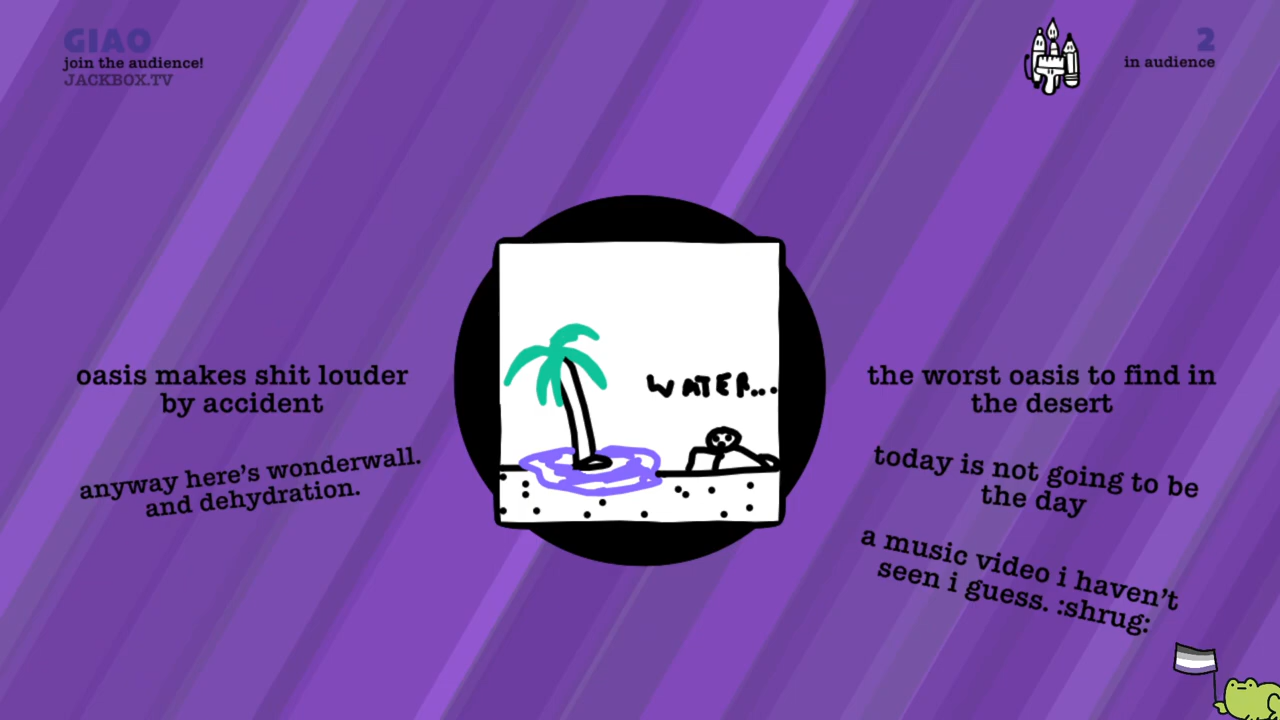 GIAO
join the audience!
JACKBOX.TV
2
in audience
oasis makes shit louder
by accident
anyway here's wonderwall.
and dehydration.
WATER...
the worst oasis to find in
the desert
today is not going to be
the day
a music video i haven't
seen i guess. :shrug: